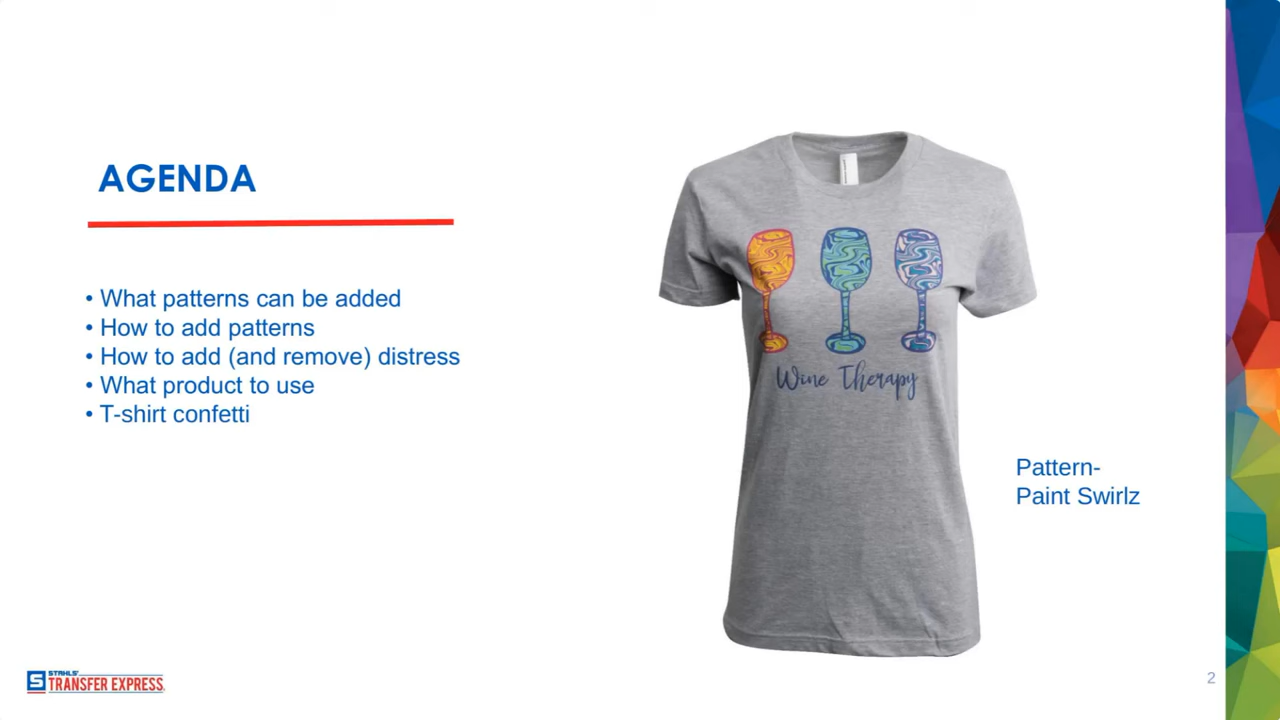 AGENDA
• What patterns can be added
• How to add patterns
• How to add (and remove) distress
• What product to use
• T-shirt confetti
Wine Therapy
Pattern-
Paint Swirlz
S STAHLS'
TRANSFER EXPRESS.
2